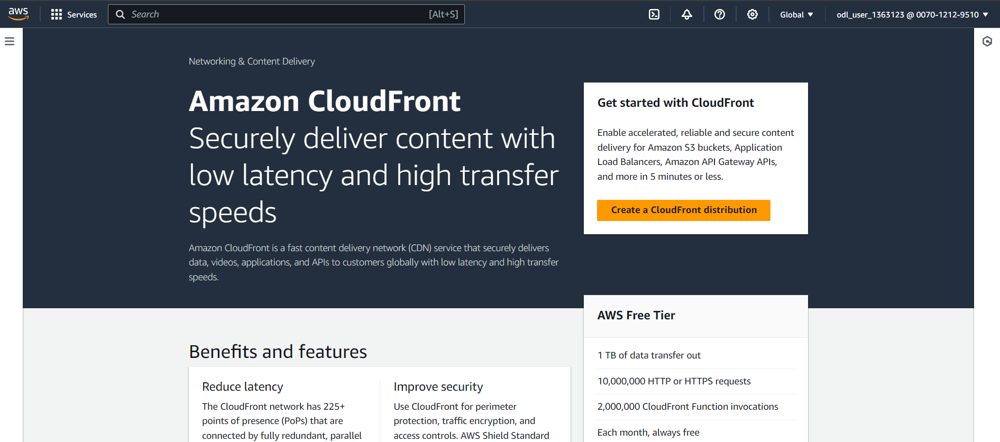 aws
Services
Search
[Alt+S]
Global
odl_user_1363123 @ 0070-1212-9510
Networking & Content Delivery
Amazon CloudFront
Securely deliver content with
low latency and high transfer
speeds
Amazon CloudFront is a fast content delivery network (CDN) service that securely delivers
data, videos, applications, and APIs to customers globally with low latency and high transfer
speeds.
Get started with CloudFront
Enable accelerated, reliable and secure content
delivery for Amazon S3 buckets, Application
Load Balancers, Amazon API Gateway APIs,
and more in 5 minutes or less.
Create a CloudFront distribution
AWS Free Tier
1 TB of data transfer out
10,000,000 HTTP or HTTPS requests
2,000,000 CloudFront Function invocations
Each month, always free
Benefits and features
Reduce latency
The CloudFront network has 225+
points of presence (PoPs) that are
connected by fully redundant, parallel
Improve security
Use CloudFront for perimeter
protection, traffic encryption, and
access controls. AWS Shield Standard